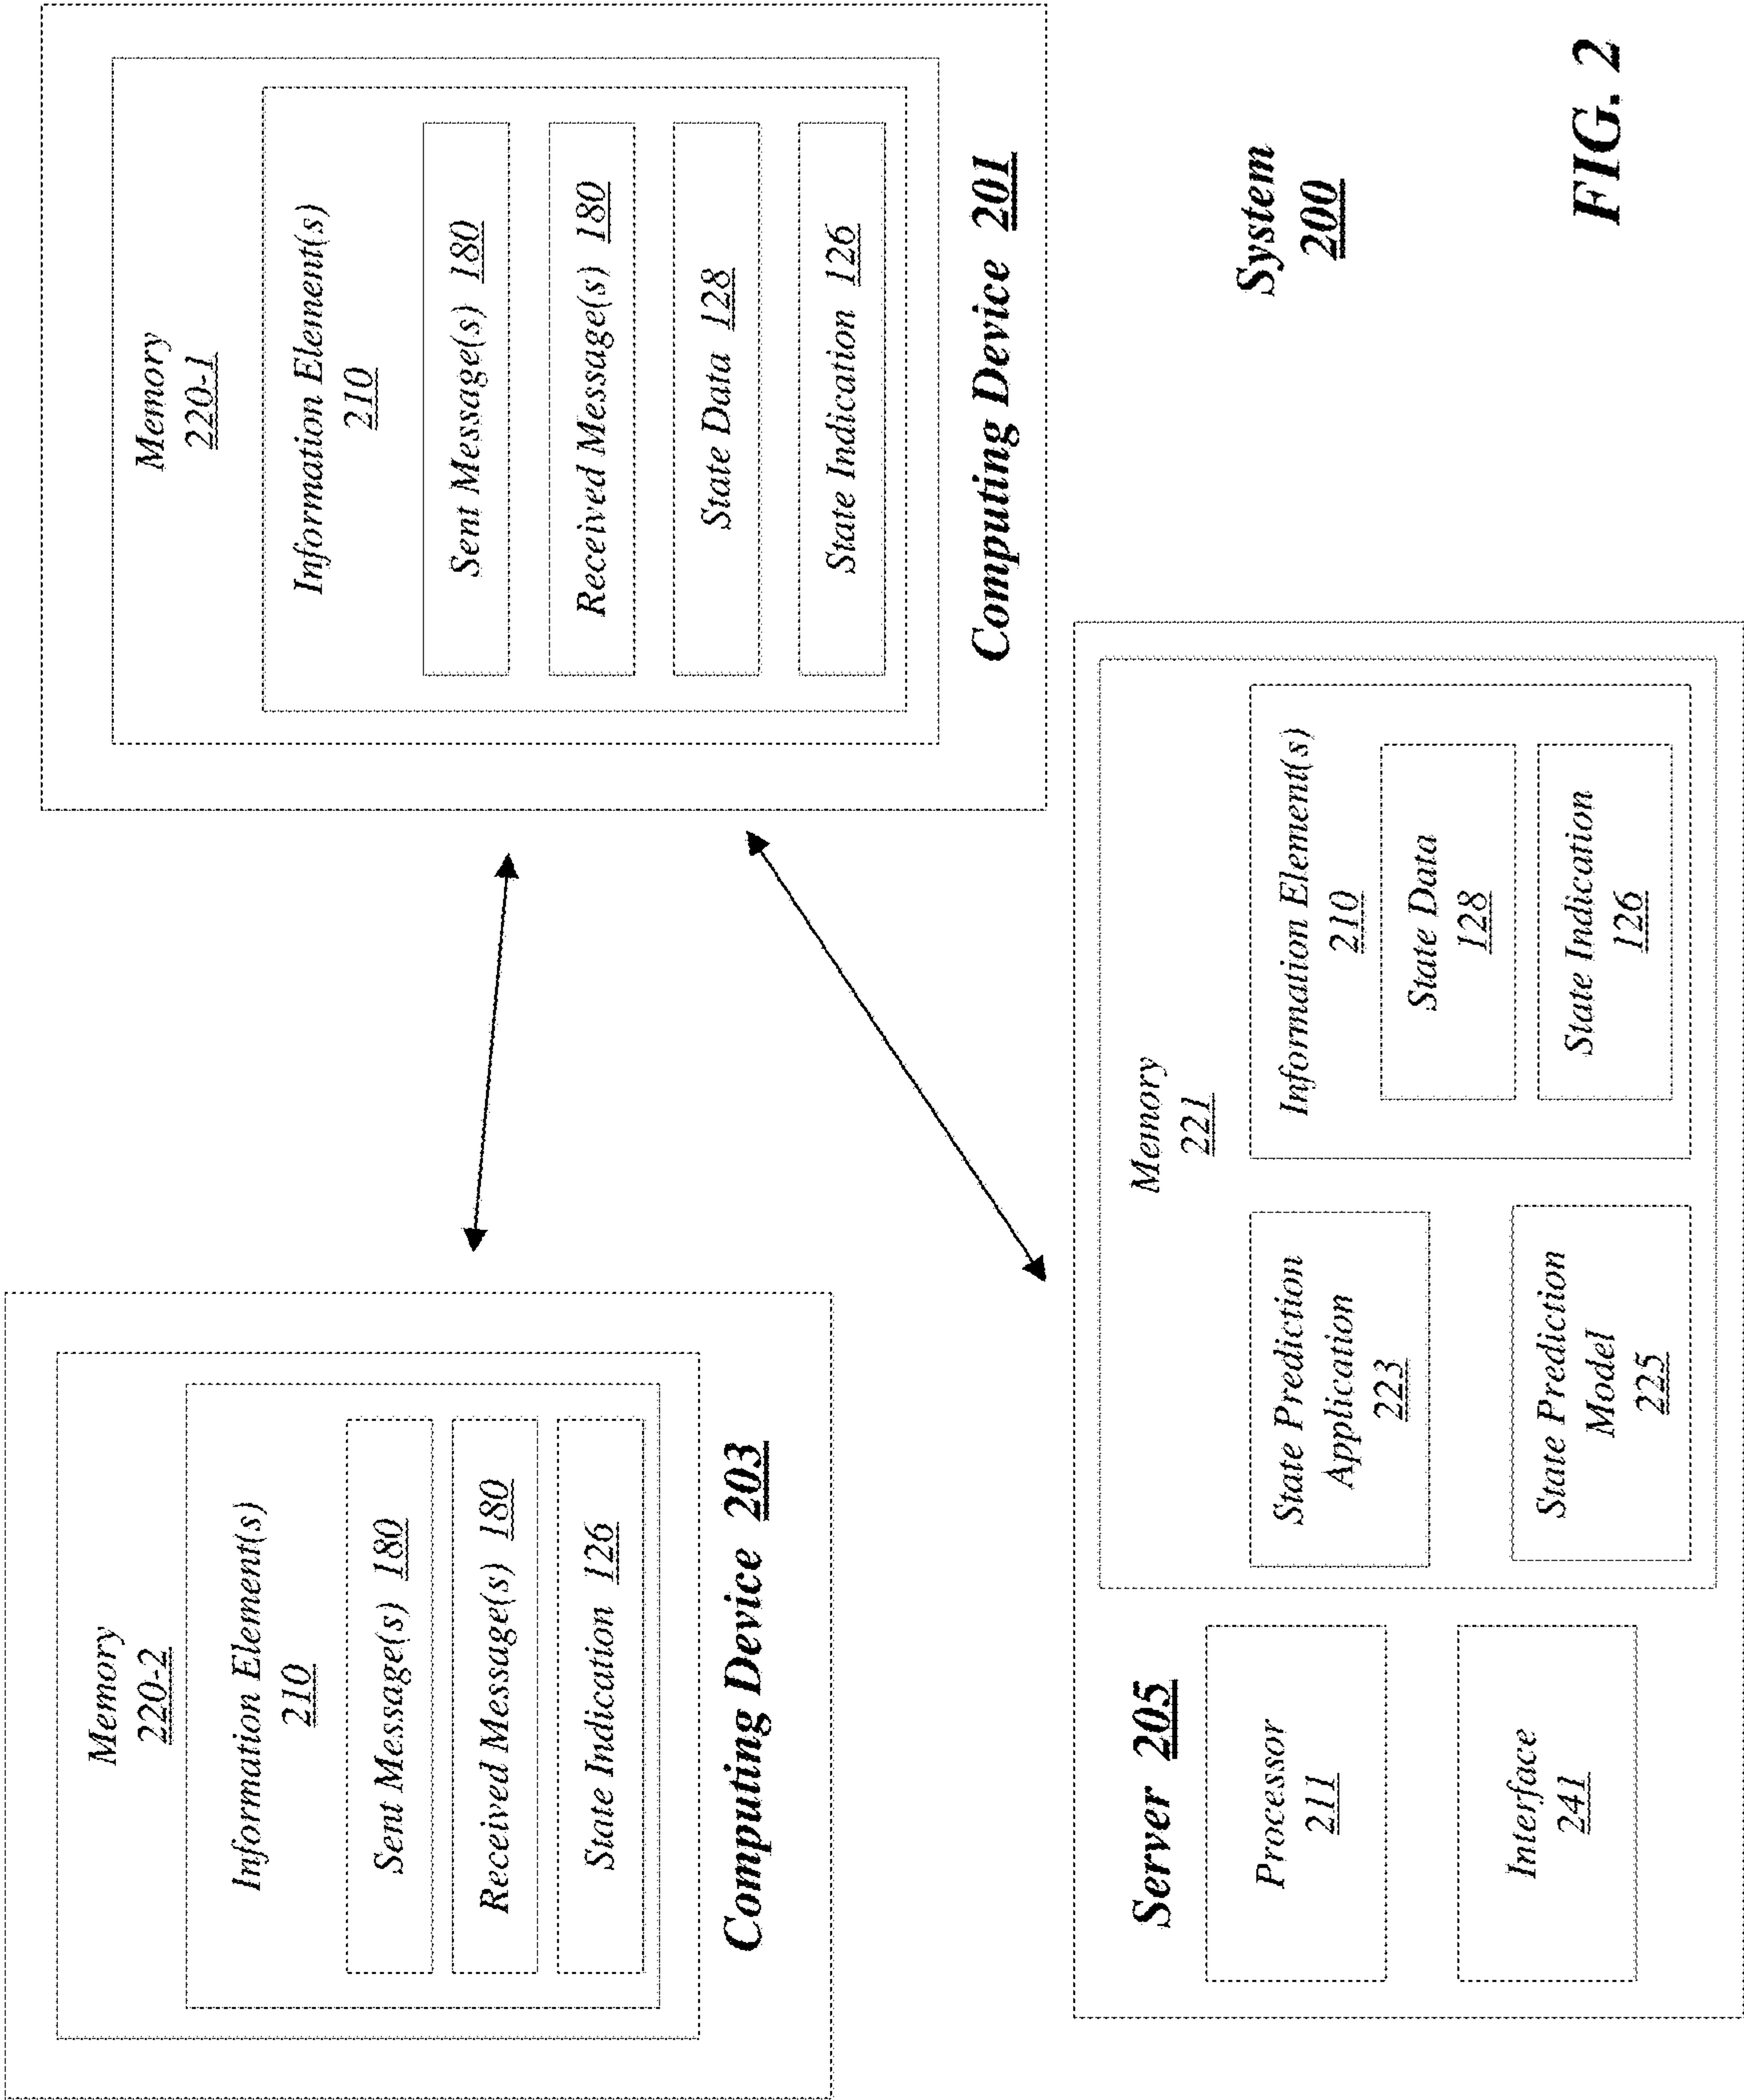 Memory
220-2
Information Element(s)
210
Sent Message(s) 180
Received Message(s) 180
State Indication 126
Computing Device 203
Memory
220-1
Information Element(s)
210
Sent Message(s) 180
Received Message(s) 180
State Data 128
State Indication 126
Computing Device 201
Server 205
Processor
211
Interface
241
Memory
221
State Prediction
Application
223
State Prediction
Model
225
Information Element(s)
210
State Data
128
State Indication
126
System
200
FIG. 2